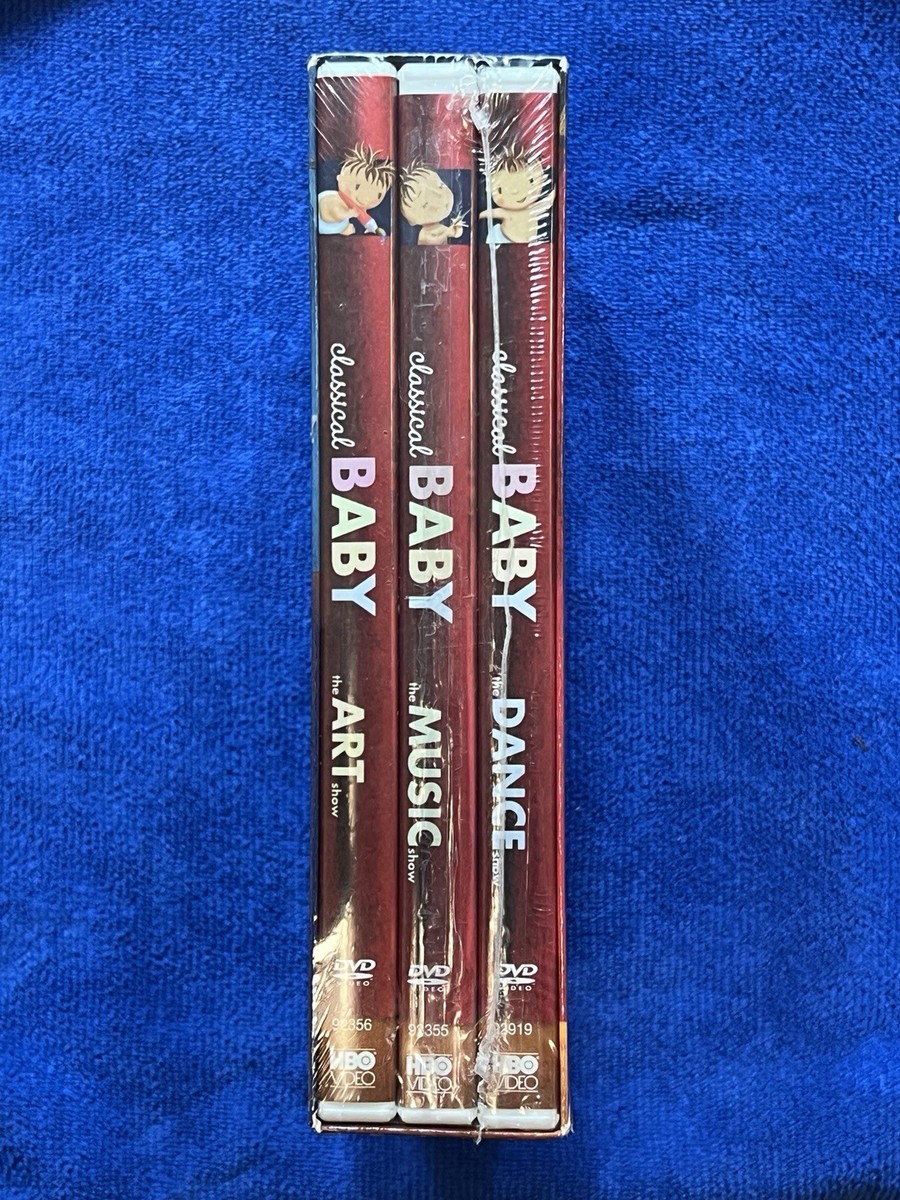 classical BABY the ART show
DVD
VIDEO
92356
HBO
VIDEO
classical BABY the MUSIC show
DVD
VIDEO
92355
HBO
VIDEO
classical BABY the DANCE show
DVD
VIDEO
HBO
VIDEO